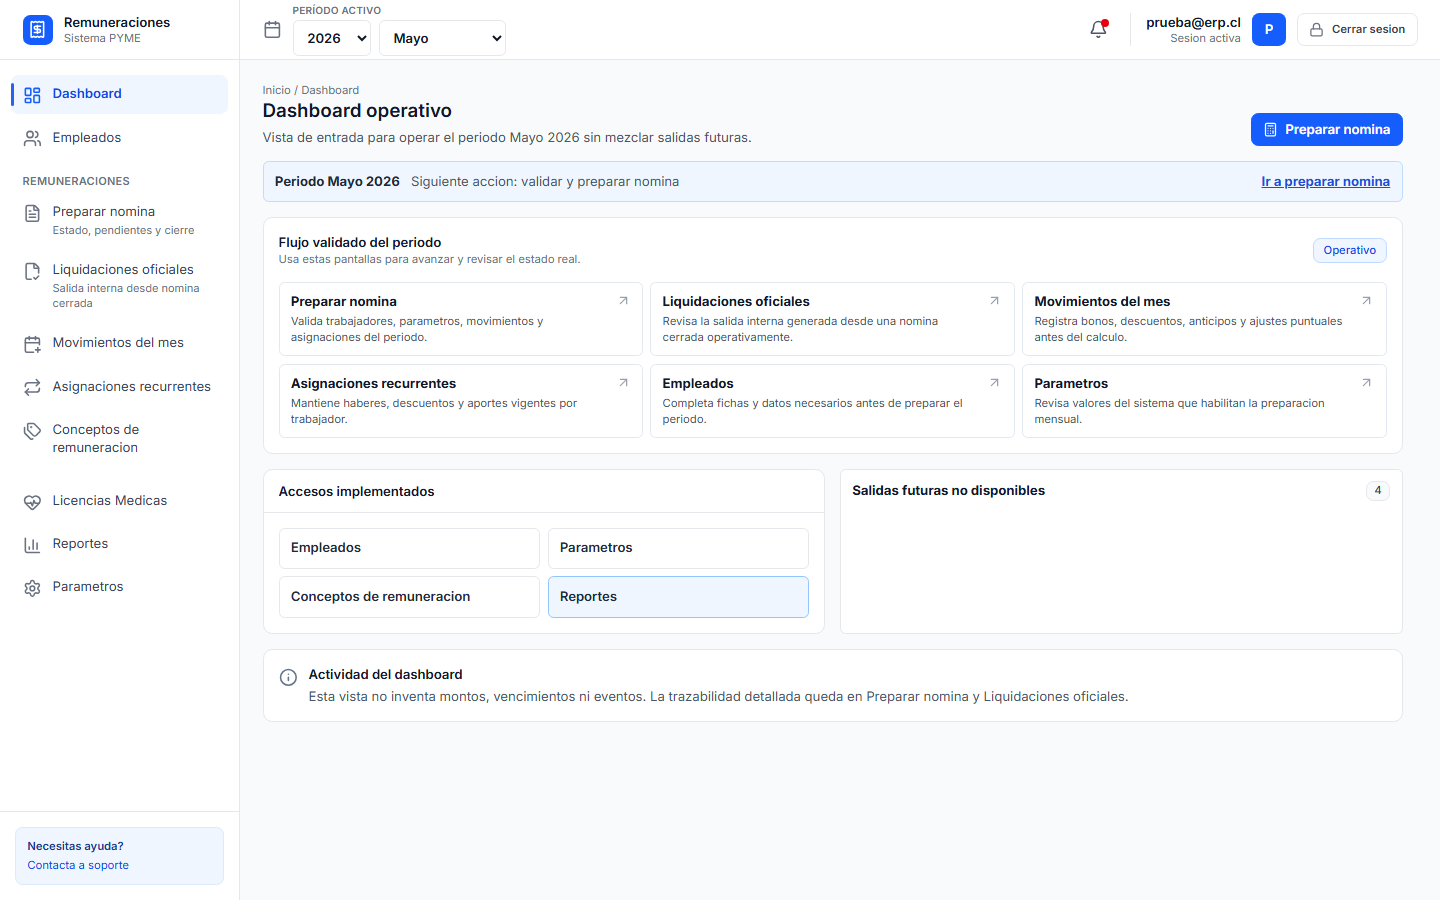 Remuneraciones
Sistema PYME
PERÍODO ACTIVO
2026
Mayo
prueba@erp.cl
Sesion activa
P
Cerrar sesion
Dashboard
Empleados
REMUNERACIONES
Preparar nomina
Estado, pendientes y cierre
Liquidaciones oficiales
Salida interna desde nomina
cerrada
Movimientos del mes
Asignaciones recurrentes
Conceptos de
remuneracion
Licencias Medicas
Reportes
Parametros
Necesitas ayuda?
Contacta a soporte
Inicio / Dashboard
Dashboard operativo
Vista de entrada para operar el periodo Mayo 2026 sin mezclar salidas futuras.
Preparar nomina
Periodo Mayo 2026 Siguiente accion: validar y preparar nomina
Ir a preparar nomina
Flujo validado del periodo
Usa estas pantallas para avanzar y revisar el estado real.
Operativo
Preparar nomina
Valida trabajadores, parametros, movimientos y
asignaciones del periodo.
Liquidaciones oficiales
Revisa la salida interna generada desde una nomina
cerrada operativamente.
Movimientos del mes
Registra bonos, descuentos, anticipos y ajustes puntuales
antes del calculo.
Asignaciones recurrentes
Mantiene haberes, descuentos y aportes vigentes por
trabajador.
Empleados
Completa fichas y datos necesarios antes de preparar el
periodo.
Parametros
Revisa valores del sistema que habilitan la preparacion
mensual.
Accesos implementados
Empleados
Parametros
Conceptos de remuneracion
Reportes
Salidas futuras no disponibles
4
Actividad del dashboard
Esta vista no inventa montos, vencimientos ni eventos. La trazabilidad detallada queda en Preparar nomina y Liquidaciones oficiales.